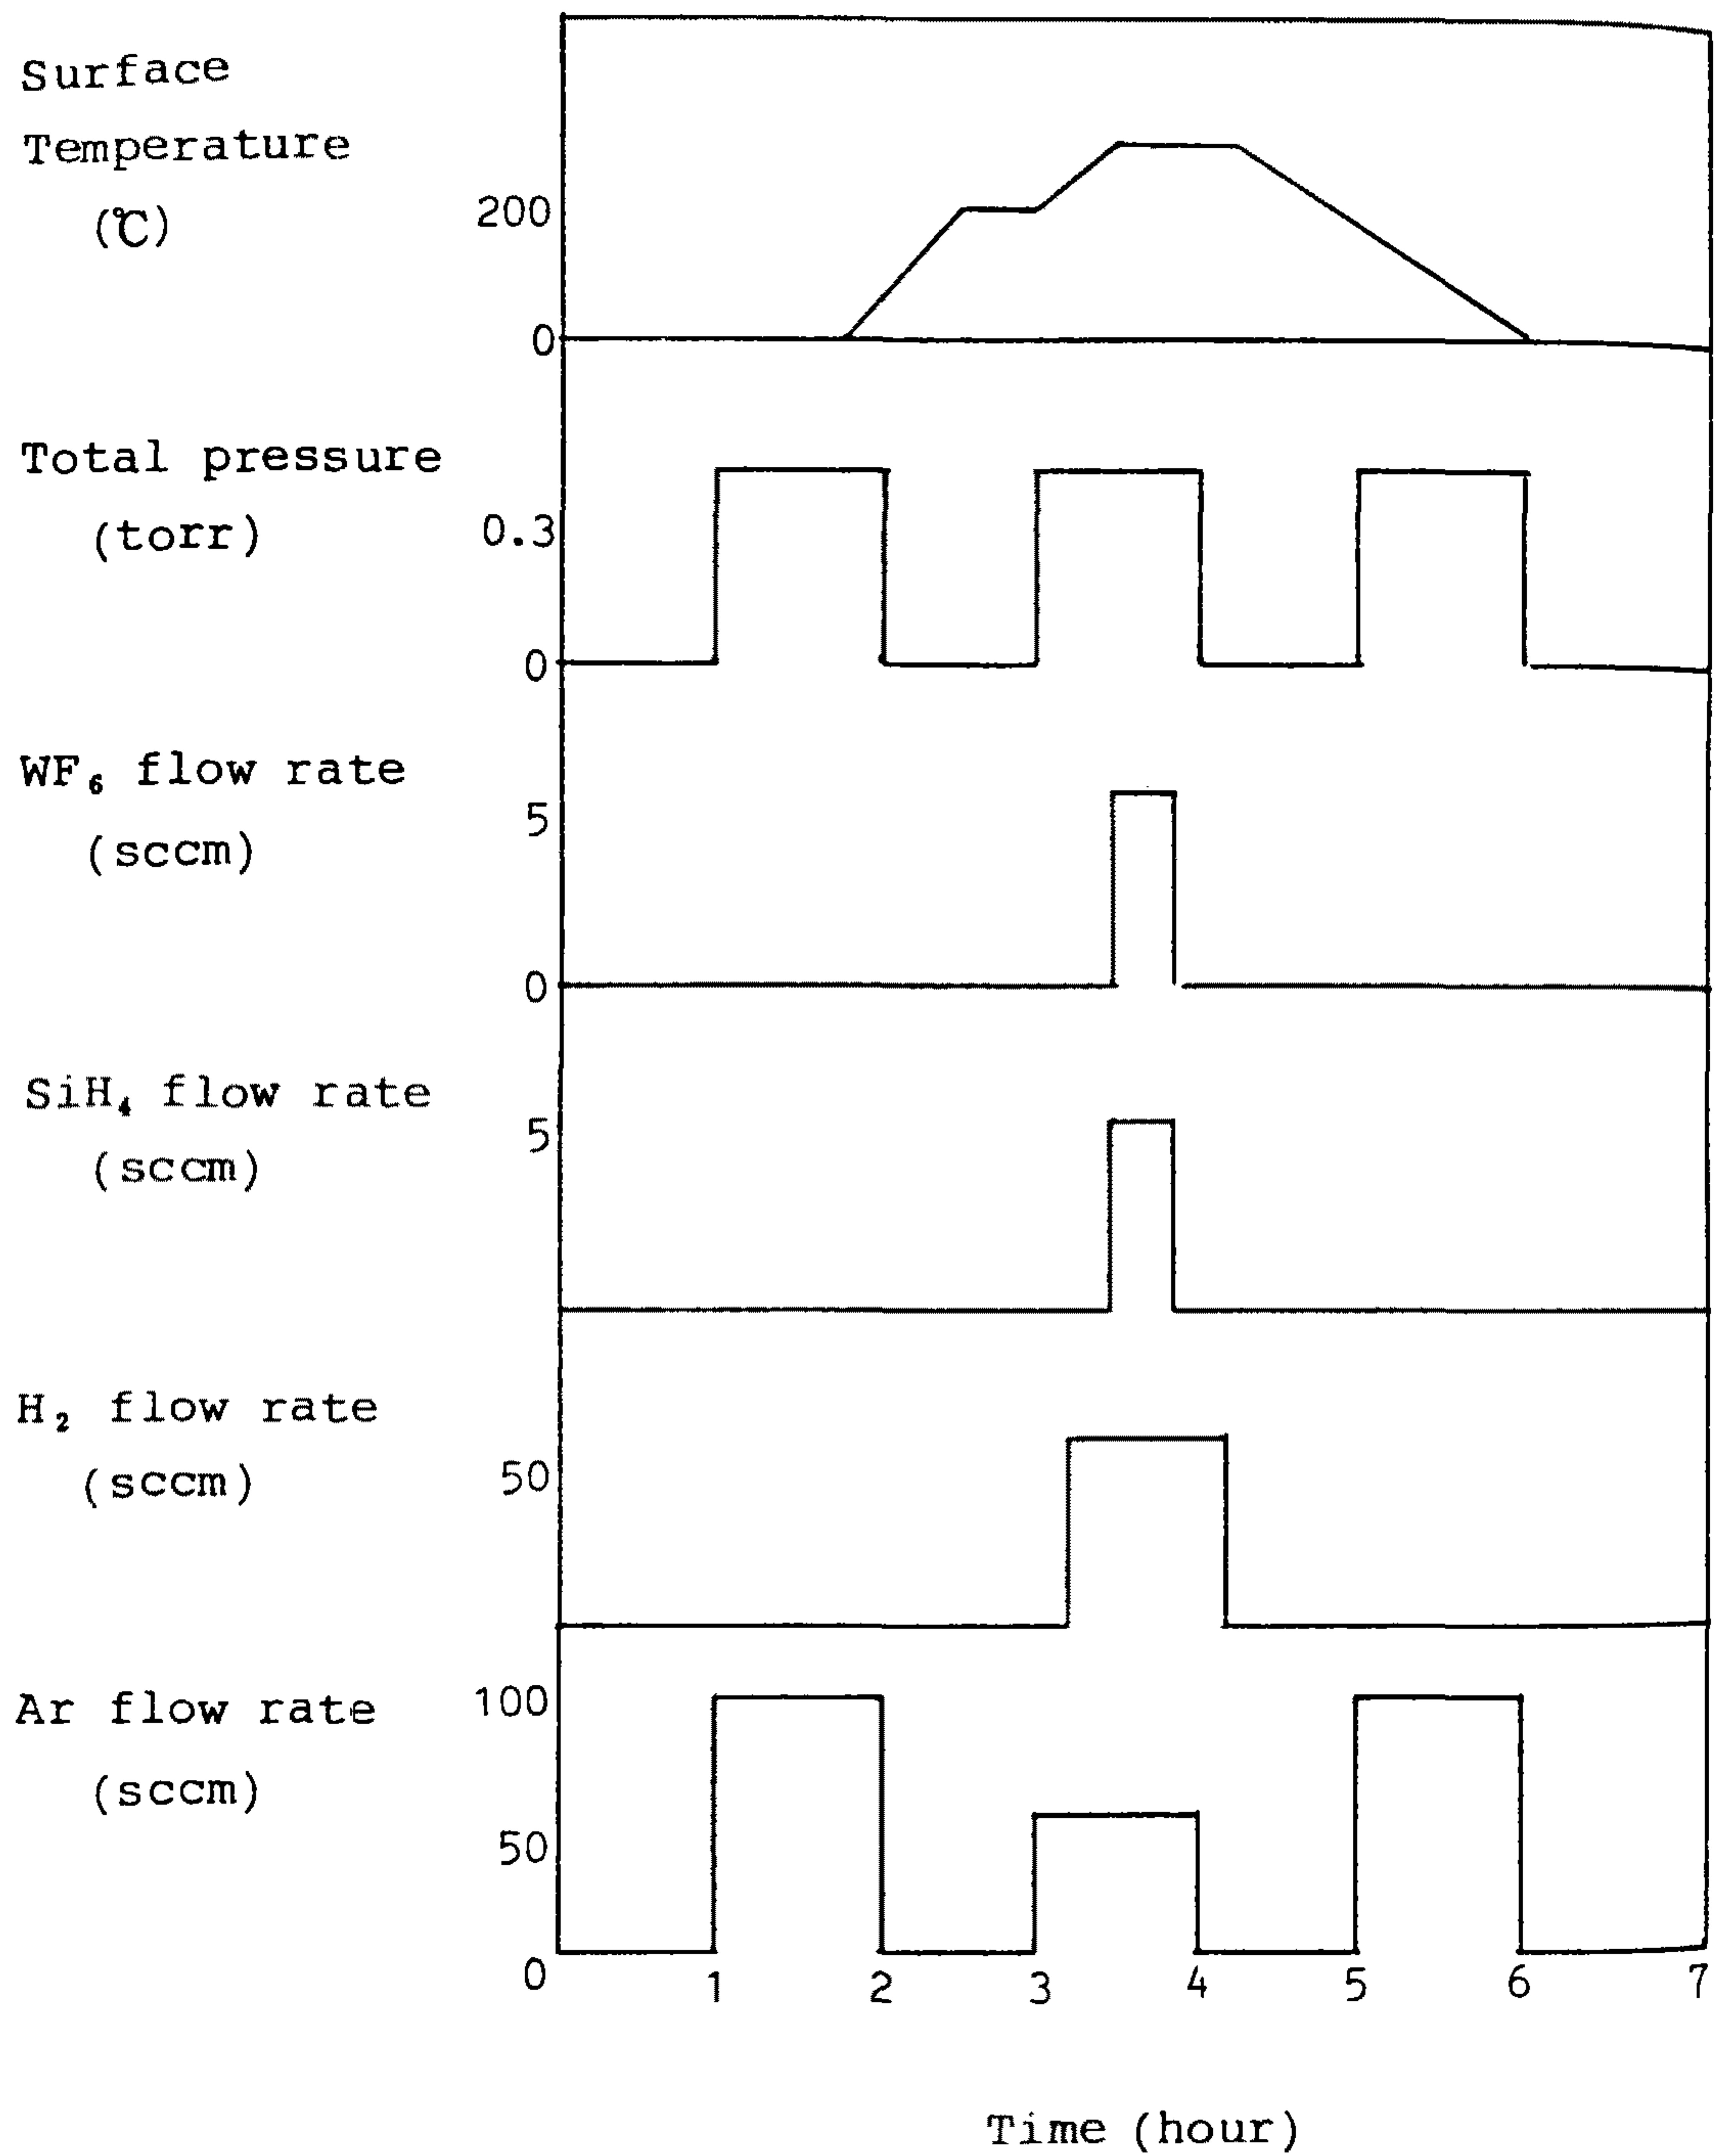 Surface
Temperature
(℃)
200
0
Total pressure
(torr)
0.3
0
WF₆ flow rate
(sccm)
5
0
SiH₄ flow rate
(sccm)
5
H₂ flow rate
(sccm)
50
Ar flow rate
(sccm)
100
50
0 1 2 3 4 5 6 7
Time (hour)